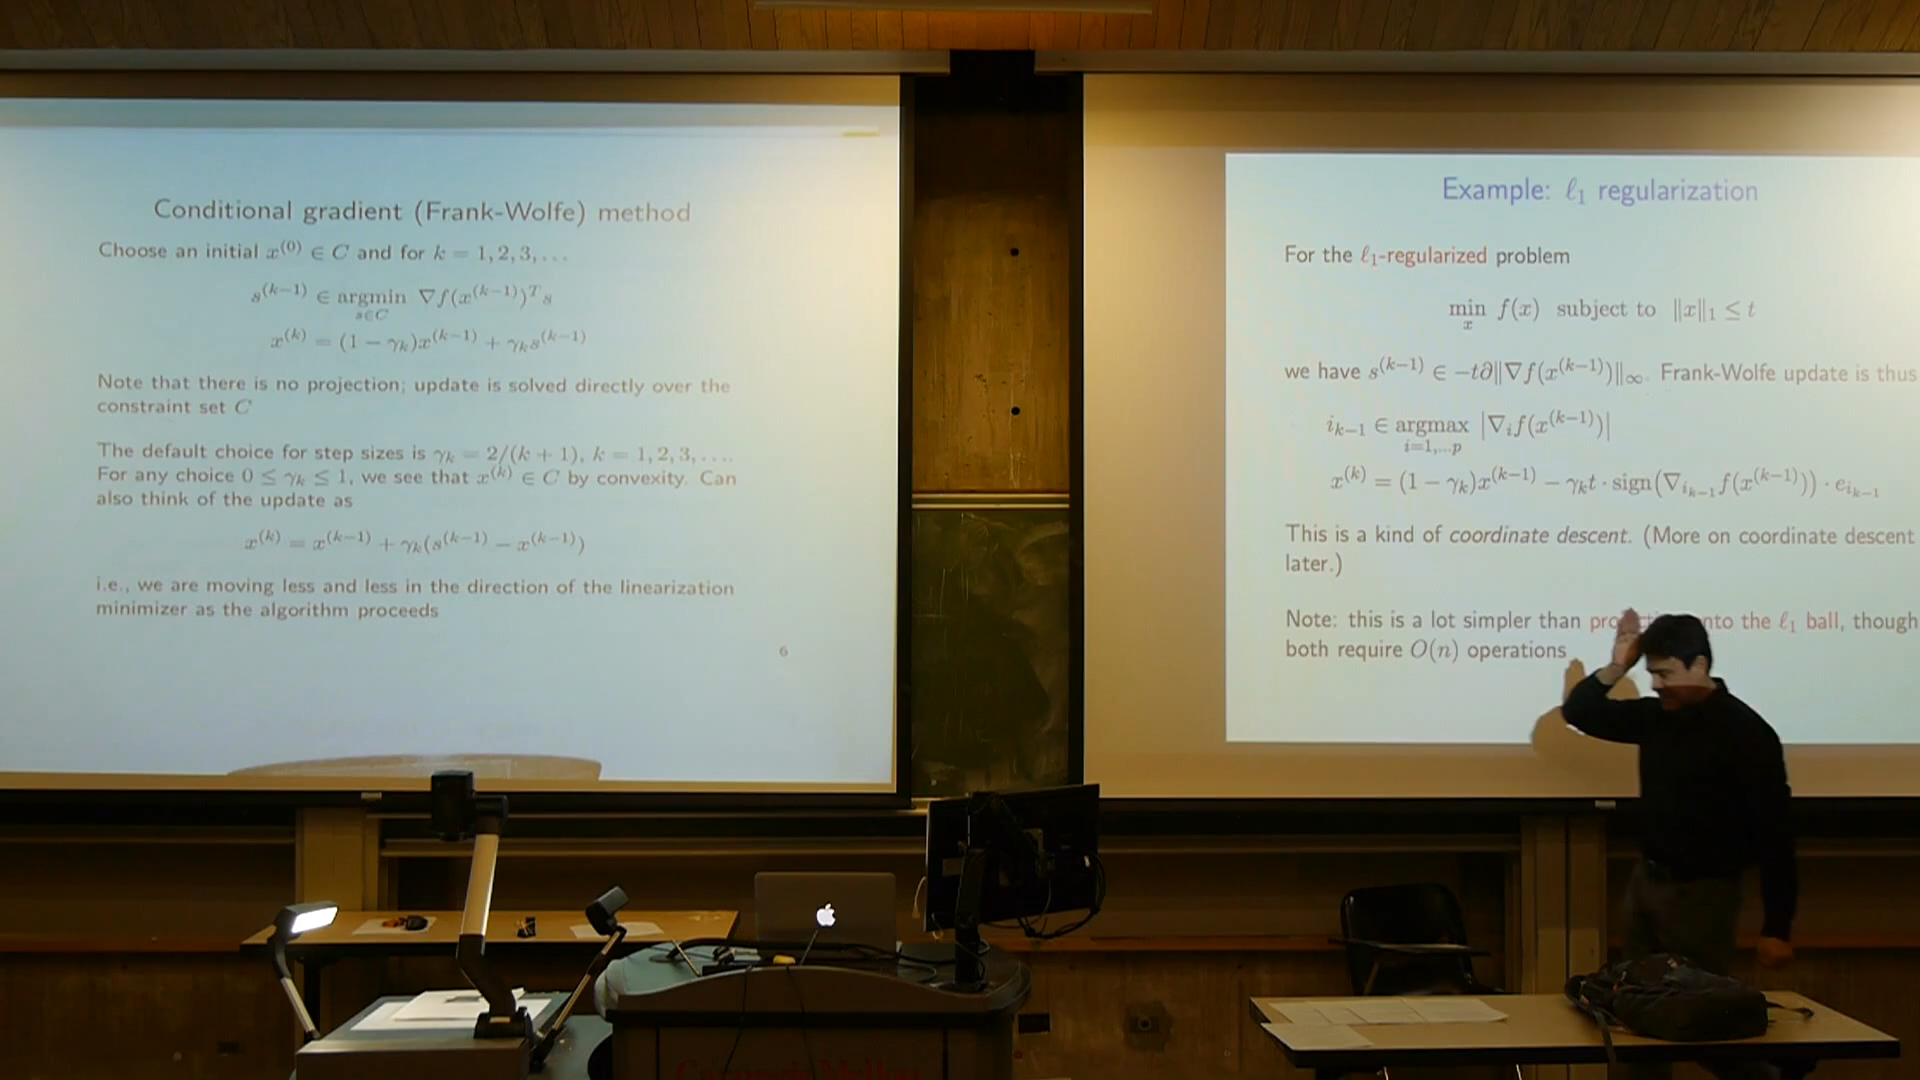 Conditional gradient (Frank-Wolfe) method
Choose an initial x^{(0)} ∈ C and for k = 1, 2, 3, . . .
s^{(k−1)} ∈ argmin_{s∈C} ∇f(x^{(k−1)})^T s
x^{(k)} = (1 − γ_k)x^{(k−1)} + γ_k s^{(k−1)}
Note that there is no projection; update is solved directly over the
constraint set C
The default choice for step sizes is γ_k = 2/(k + 1), k = 1, 2, 3, . . ..
For any choice 0 ≤ γ_k ≤ 1, we see that x^{(k)} ∈ C by convexity. Can
also think of the update as
x^{(k)} = x^{(k−1)} + γ_k(s^{(k−1)} − x^{(k−1)})
i.e., we are moving less and less in the direction of the linearization
minimizer as the algorithm proceeds
6
Example: ℓ_1 regularization
For the ℓ_1-regularized problem
min_x f(x) subject to ‖x‖_1 ≤ t
we have s^{(k−1)} ∈ −t∂‖∇f(x^{(k−1)})‖_∞. Frank-Wolfe update is thus
i_{k−1} ∈ argmax_{i=1,...p} |∇_i f(x^{(k−1)})|
x^{(k)} = (1 − γ_k)x^{(k−1)} − γ_k t · sign(∇_{i_{k−1}} f(x^{(k−1)})) · e_{i_{k−1}}
This is a kind of coordinate descent. (More on coordinate descent
later.)
Note: this is a lot simpler than the ℓ_1 ball, though
both require O(n) operations